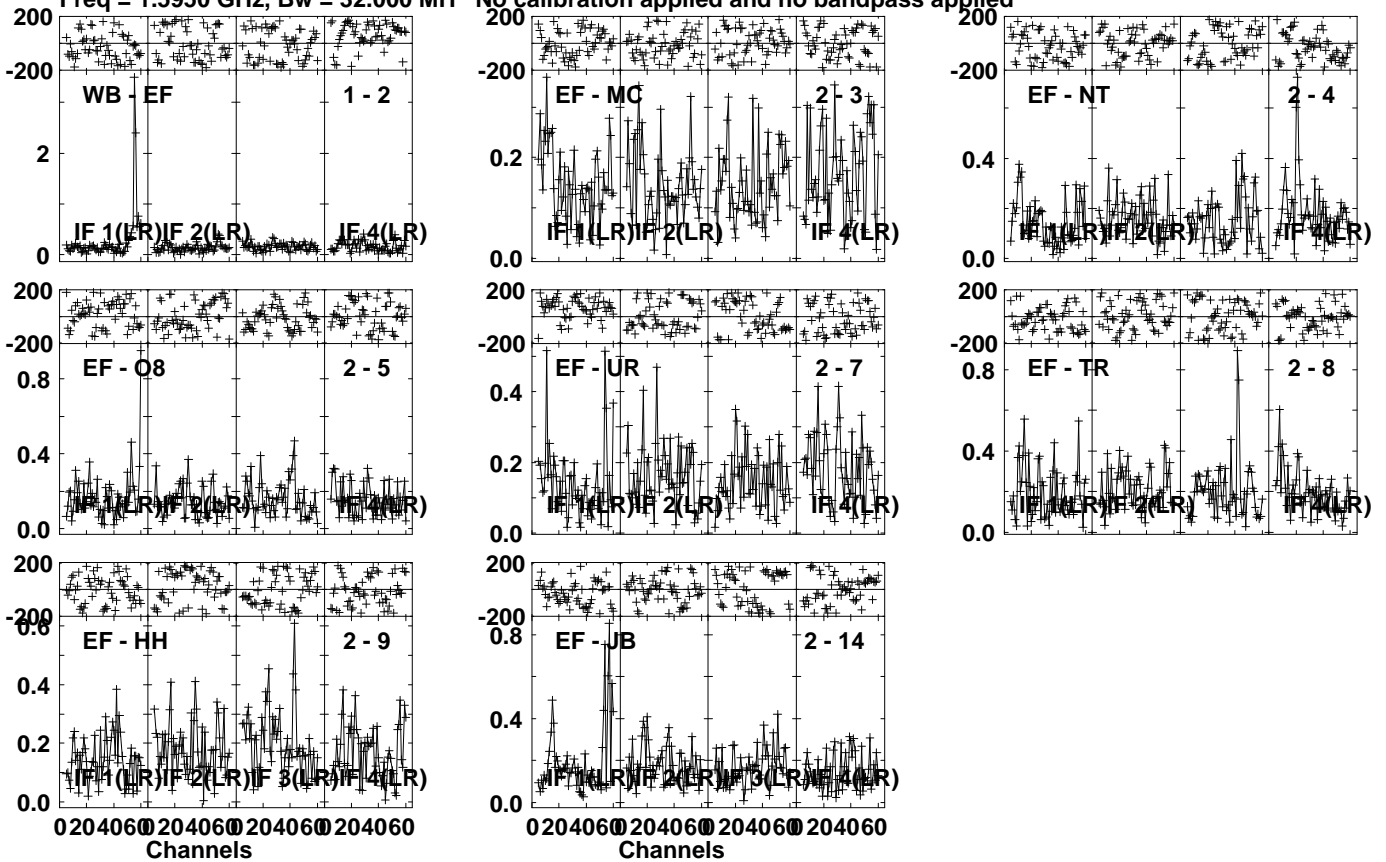 Freq = 1.5950 GHz, Bw = 32.000 MH No calibration applied and no bandpass applied
200
-200
WB - EF 1 - 2
2
0
IF 1(LR) IF 2(LR) IF 4(LR)
EF - MC 2 - 3
0.2
0.0
IF 1(LR) IF 2(LR) IF 4(LR)
200
-200
EF - NT 2 - 4
0.4
0.0
IF 1(LR) IF 2(LR) IF 4(LR)
200
-200
EF - O8 2 - 5
0.8
0.4
0.0
IF 1(LR) IF 2(LR) IF 4(LR)
200
-200
EF - UR 2 - 7
0.4
0.2
0.0
IF 1(LR) IF 2(LR) IF 4(LR)
200
-200
EF - TR 2 - 8
0.8
0.4
0.0
IF 1(LR) IF 2(LR) IF 4(LR)
200
-200
EF - HH 2 - 9
0.6
0.4
0.2
0.0
IF 1(LR) IF 2(LR) IF 3(LR) IF 4(LR)
0 20 40 60 0 20 40 60 0 20 40 60 0 20 40 60
Channels
200
-200
EF - JB 2 - 14
0.8
0.4
0.0
IF 1(LR) IF 2(LR) IF 3(LR) IF 4(LR)
0 20 40 60 0 20 40 60 0 20 40 60 0 20 40 60
Channels